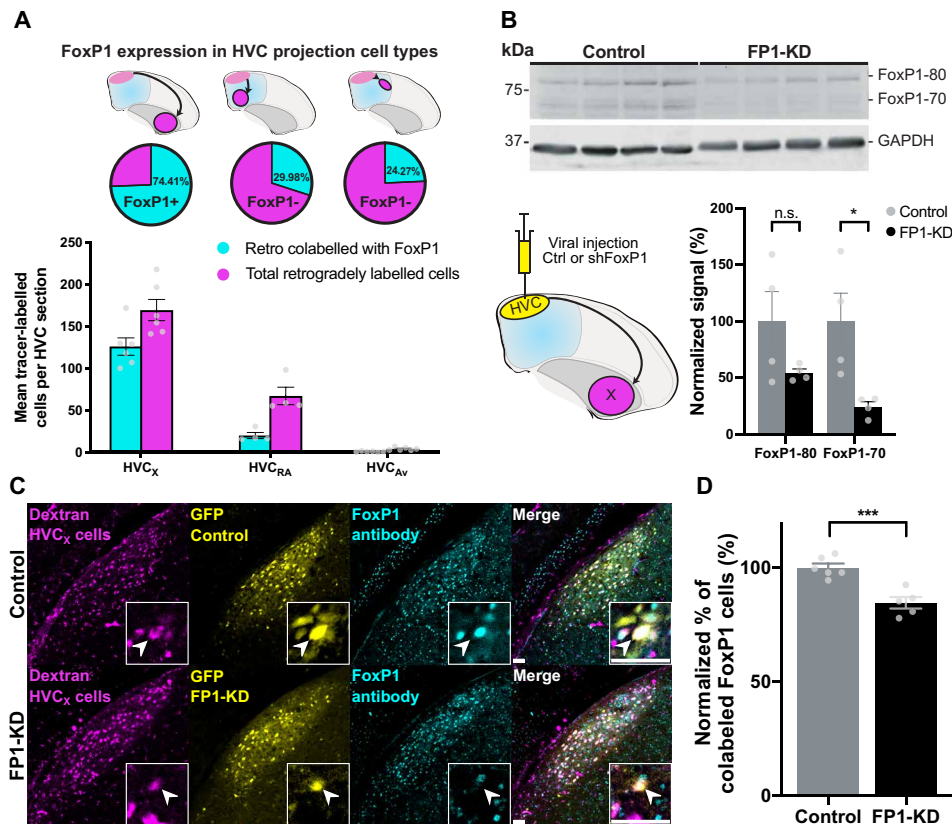 A
FoxP1 expression in HVC projection cell types
74.41%
FoxP1+
29.98%
FoxP1-
24.27%
FoxP1-
Retro colabelled with FoxP1
Total retrogradely labelled cells
Mean tracer-labelled
cells per HVC section
250
200
150
100
50
0
HVCX
HVCRA
HVCAv
B
kDa
Control
FP1-KD
75-
37-
-FoxP1-80
-FoxP1-70
-GAPDH
Viral injection
Ctrl or shFoxP1
HVC
X
Normalized signal (%)
200
150
100
50
0
n.s.
*
Control
FP1-KD
FoxP1-80
FoxP1-70
C
Control
Dextran
HVCX cells
GFP
Control
FoxP1
antibody
Merge
FP1-KD
Dextran
HVCX cells
GFP
FP1-KD
FoxP1
antibody
Merge
D
Normalized % of
colabeled FoxP1 cells (%)
100
50
0
***
Control
FP1-KD